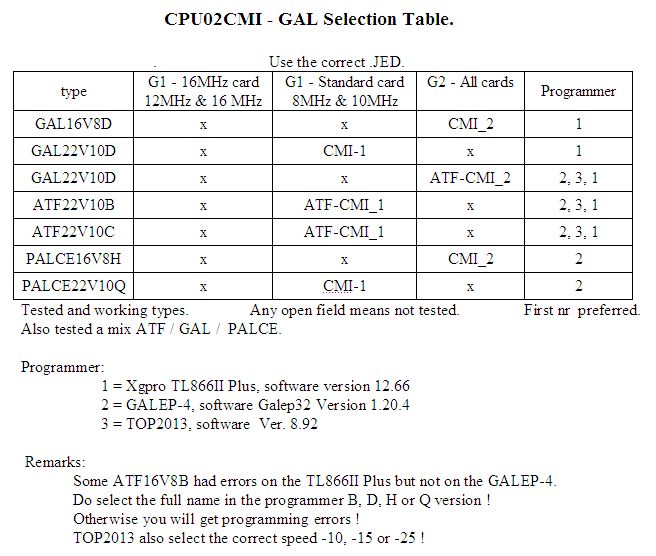 CPU02CMI - GAL Selection Table.
. Use the correct .JED.
type G1 - 16MHz card 12MHz & 16 MHz G1 - Standard card 8MHz & 10MHz G2 - All cards Programmer
GAL16V8D x x CMI_2 1
GAL22V10D x CMI-1 x 1
GAL22V10D x x ATF-CMI_2 2, 3, 1
ATF22V10B x ATF-CMI_1 x 2, 3, 1
ATF22V10C x ATF-CMI_1 x 2, 3, 1
PALCE16V8H x x CMI_2 2
PALCE22V10Q x CMI-1 x 2
Tested and working types. Any open field means not tested. First nr preferred.
Also tested a mix ATF / GAL / PALCE.
Programmer:
1 = Xgpro TL866II Plus, software version 12.66
2 = GALEP-4, software Galep32 Version 1.20.4
3 = TOP2013, software Ver. 8.92
Remarks:
Some ATF16V8B had errors on the TL866II Plus but not on the GALEP-4.
Do select the full name in the programmer B, D, H or Q version !
Otherwise you will get programming errors !
TOP2013 also select the correct speed -10, -15 or -25 !